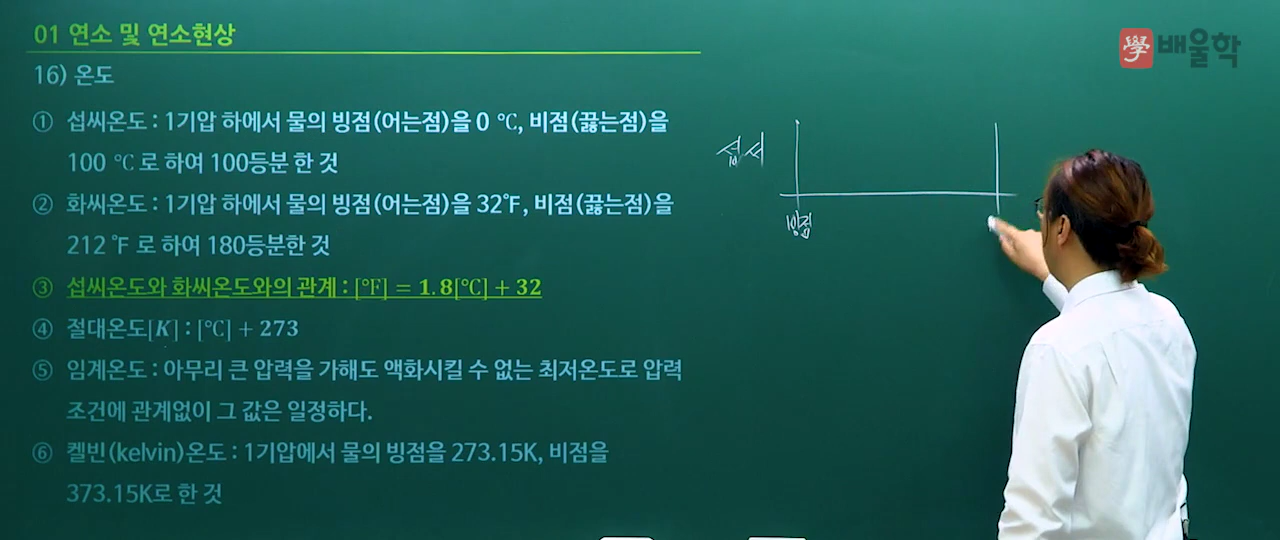 01 연소 및 연소현상
學 배울학
16) 온도
① 섭씨온도 : 1기압 하에서 물의 빙점(어는점)을 0 ℃, 비점(끓는점)을
100 ℃ 로 하여 100등분 한 것
② 화씨온도 : 1기압 하에서 물의 빙점(어는점)을 32℉, 비점(끓는점)을
212 ℉ 로 하여 180등분한 것
③ 섭씨온도와 화씨온도와의 관계 : [℉] = 1.8[℃] + 32
④ 절대온도[K] : [℃] + 273
⑤ 임계온도 : 아무리 큰 압력을 가해도 액화시킬 수 없는 최저온도로 압력
조건에 관계없이 그 값은 일정하다.
⑥ 켈빈(kelvin)온도 : 1기압에서 물의 빙점을 273.15K, 비점을
373.15K로 한 것
섭씨
빙점